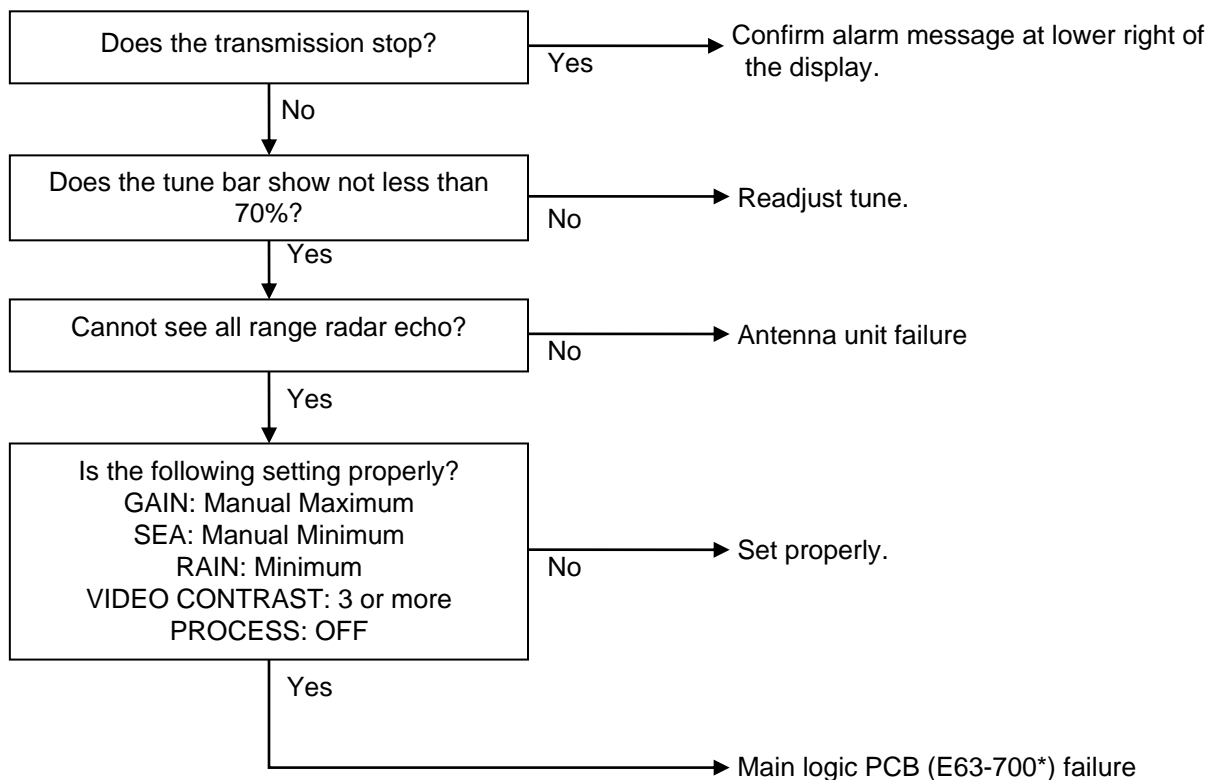 Does the transmission stop?
Yes
Confirm alarm message at lower right of
the display.
No
Does the tune bar show not less than
70%?
No
Readjust tune.
Yes
Cannot see all range radar echo?
No
Antenna unit failure
Yes
Is the following setting properly?
GAIN: Manual Maximum
SEA: Manual Minimum
RAIN: Minimum
VIDEO CONTRAST: 3 or more
PROCESS: OFF
No
Set properly.
Yes
Main logic PCB (E63-700*) failure